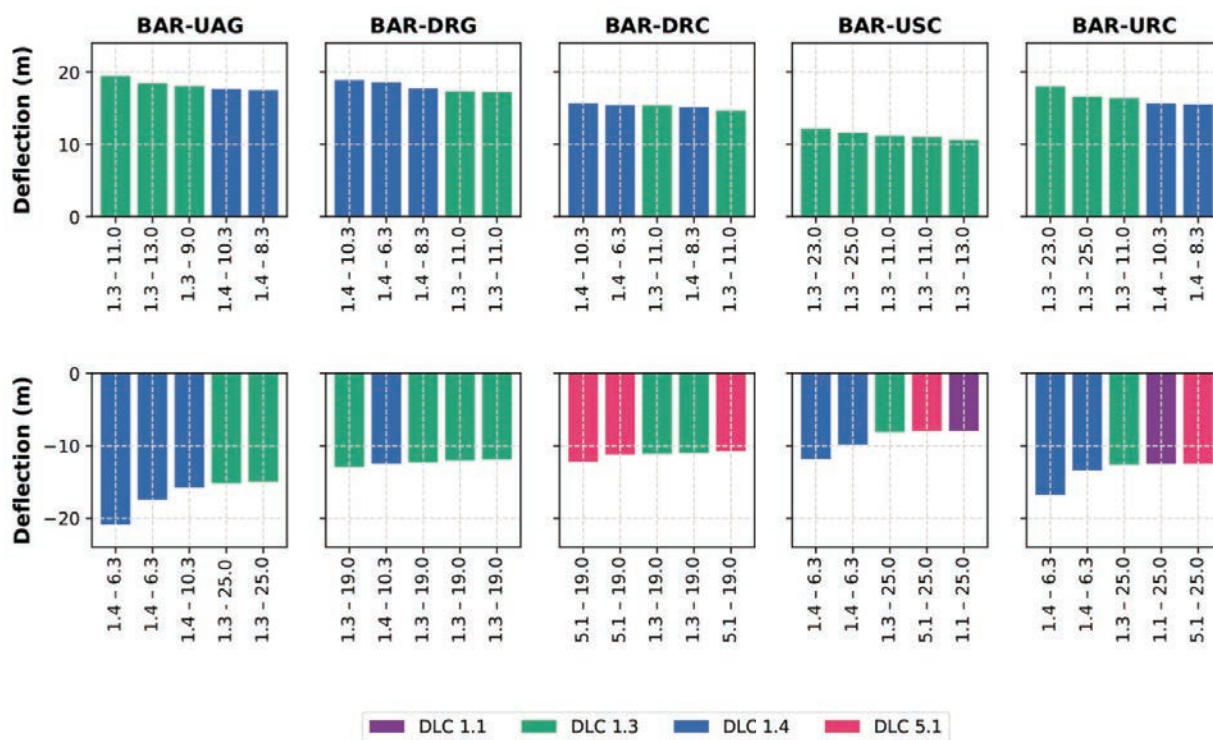 BAR-UAG BAR-DRG BAR-DRC BAR-USC BAR-URC
Deflection (m)
20
10
0
1.3 – 11.0 1.3 – 13.0 1.3 – 9.0 1.4 – 10.3 1.4 – 8.3
1.4 – 10.3 1.4 – 6.3 1.4 – 8.3 1.3 – 11.0 1.3 – 11.0
1.4 – 10.3 1.4 – 6.3 1.3 – 11.0 1.4 – 8.3 1.3 – 11.0
1.3 – 23.0 1.3 – 25.0 1.3 – 11.0 1.3 – 11.0 1.3 – 13.0
1.3 – 23.0 1.3 – 25.0 1.3 – 11.0 1.4 – 10.3 1.4 – 8.3
Deflection (m)
0
−10
−20
1.4 – 6.3 1.4 – 6.3 1.4 – 10.3 1.3 – 25.0 1.3 – 25.0
1.3 – 19.0 1.4 – 10.3 1.3 – 19.0 1.3 – 19.0 1.3 – 19.0
5.1 – 19.0 5.1 – 19.0 1.3 – 19.0 1.3 – 19.0 5.1 – 19.0
1.4 – 6.3 1.4 – 6.3 1.3 – 25.0 5.1 – 25.0 1.1 – 25.0
1.4 – 6.3 1.4 – 6.3 1.3 – 25.0 1.1 – 25.0 5.1 – 25.0
DLC 1.1 DLC 1.3 DLC 1.4 DLC 5.1